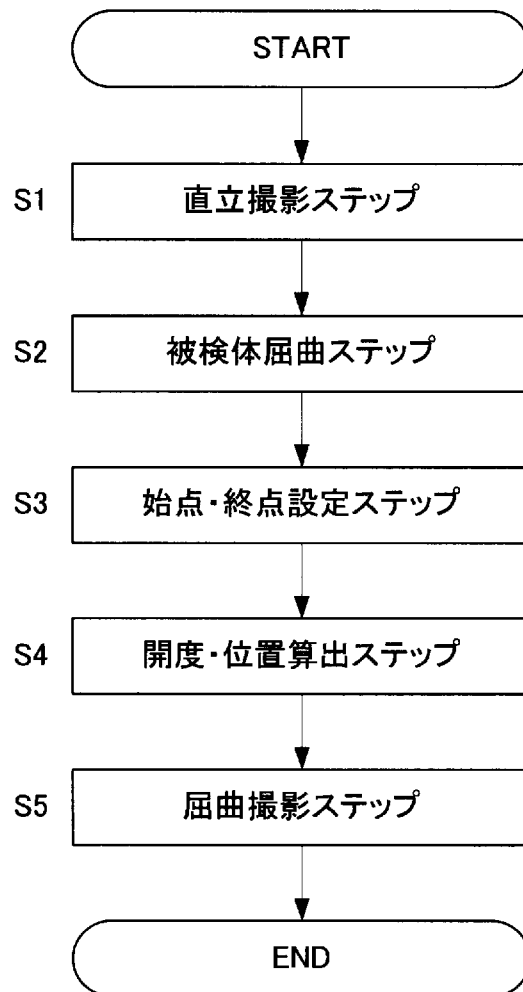 START
S1 直立撮影ステップ
S2 被検体屈曲ステップ
S3 始点・終点設定ステップ
S4 開度・位置算出ステップ
S5 屈曲撮影ステップ
END